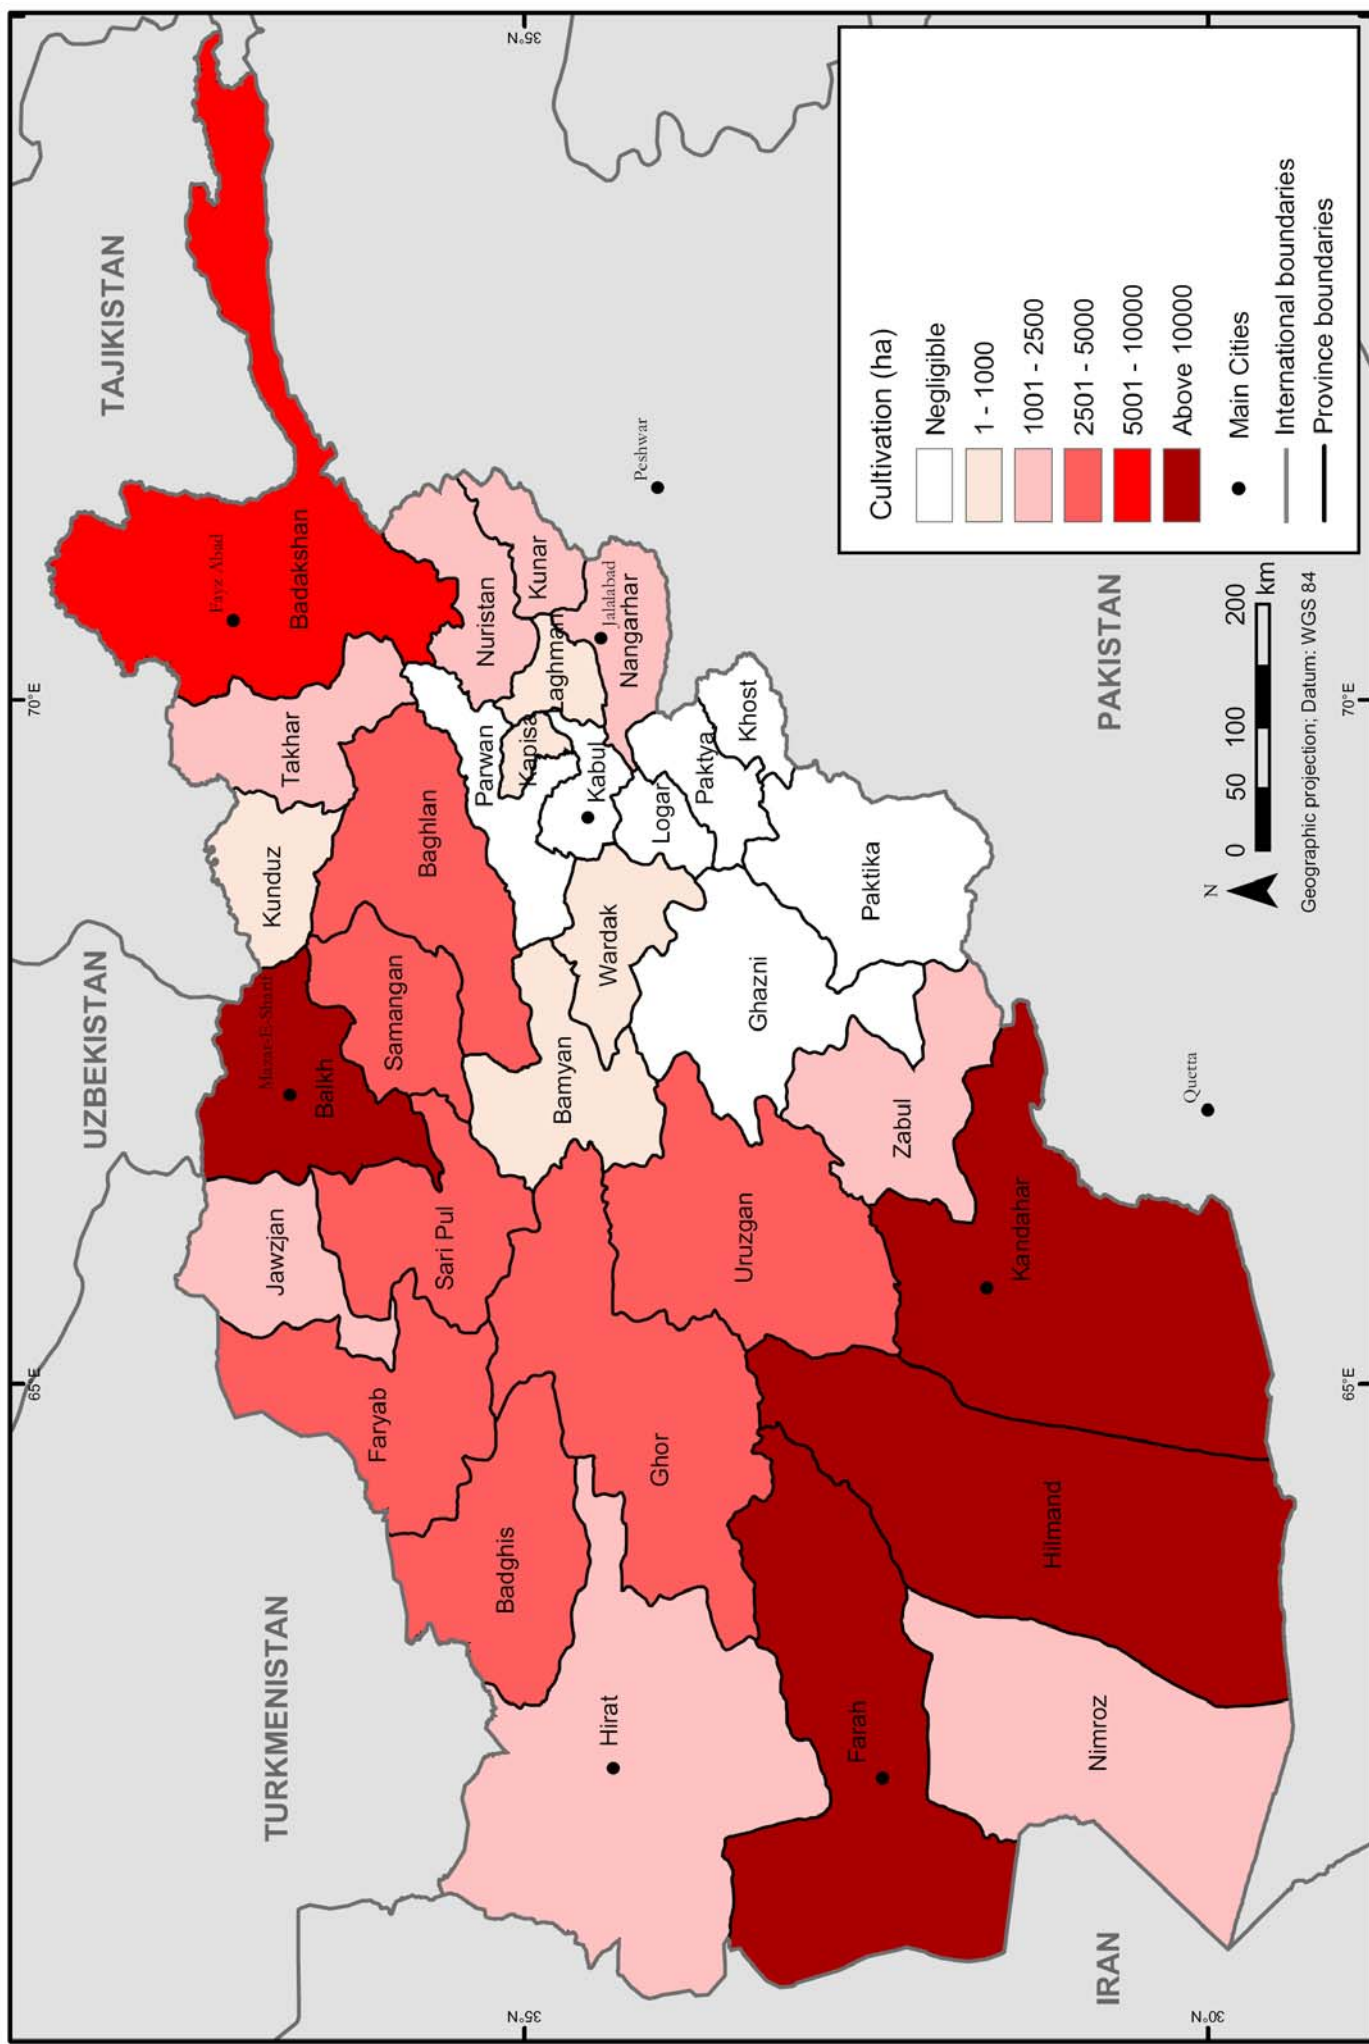 65°E
70°E
UZBEKISTAN
TAJIKISTAN
TURKMENISTAN
Fayz Abad
Mazar-E-Sharif
Kunduz
Takhar
Badakshan
Jawzjan
Balkh
Faryab
Samangan
Baghlan
Sari Pul
35°N
35°N
Badghis
Parwan
Nuristan
Kapisa
Laghman
Kunar
Bamyan
Hirat
Wardak
Kabul
Jalalabad
Nangarhar
Peshwar
Ghor
Logar
Uruzgan
Ghazni
Paktya
Khost
Farah
Zabul
Paktika
Kandahar
Hilmand
Nimroz
IRAN
PAKISTAN
Quetta
30°N
65°E
70°E
N
0 50 100 200
km
Geographic projection; Datum: WGS 84
Cultivation (ha)
Negligible
1 - 1000
1001 - 2500
2501 - 5000
5001 - 10000
Above 10000
Main Cities
International boundaries
Province boundaries